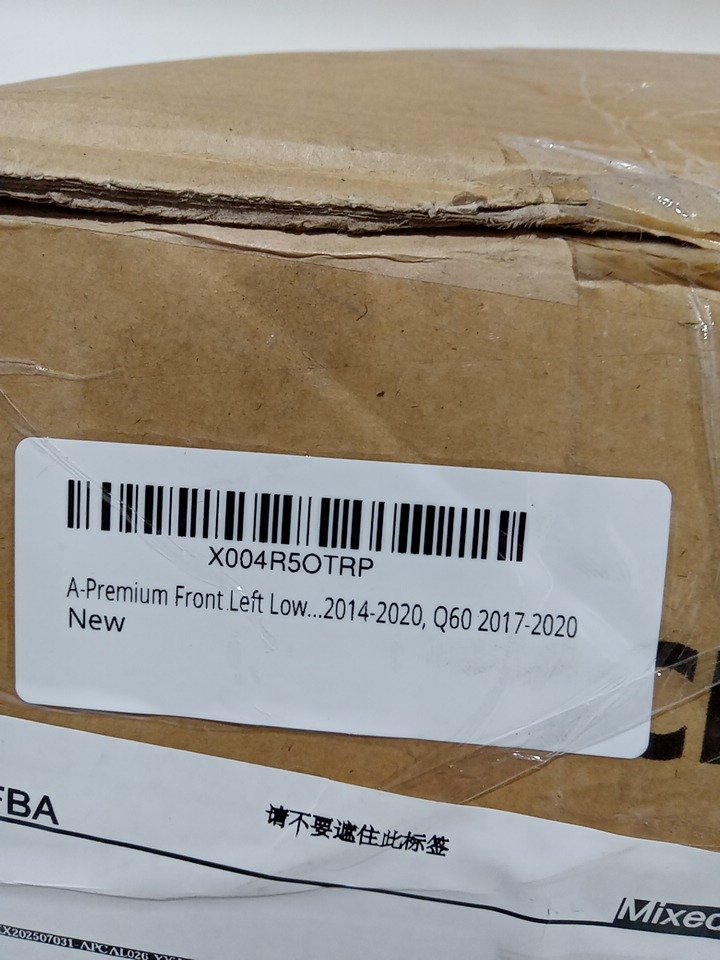 X004R5OTRP
A-Premium Front Left Low...2014-2020, Q60 2017-2020
New
FBA
请不要遮住此标签
Mixed